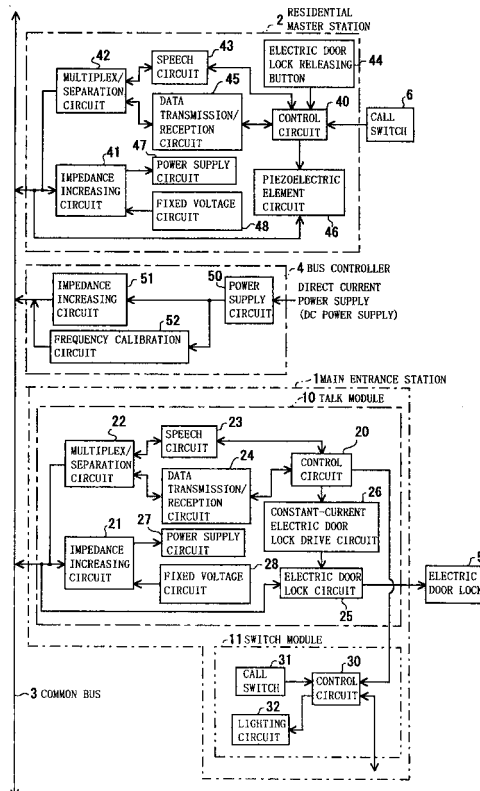 2 RESIDENTIAL
MASTER STATION
42
MULTIPLEX/
SEPARATION
CIRCUIT
43
SPEECH
CIRCUIT
45
DATA
TRANSMISSION/
RECEPTION
CIRCUIT
ELECTRIC DOOR
LOCK RELEASING
BUTTON
44
40
CONTROL
CIRCUIT
6
CALL
SWITCH
41
IMPEDANCE
INCREASING
CIRCUIT
47
POWER SUPPLY
CIRCUIT
FIXED VOLTAGE
CIRCUIT
48
PIEZOELECTRIC
ELEMENT
CIRCUIT
46
4 BUS CONTROLLER
51
IMPEDANCE
INCREASING
CIRCUIT
50
POWER
SUPPLY
CIRCUIT
DIRECT CURRENT
POWER SUPPLY
(DC POWER SUPPLY)
52
FREQUENCY CALIBRATION
CIRCUIT
1 MAIN ENTRANCE STATION
10 TALK MODULE
22
MULTIPLEX/
SEPARATION
CIRCUIT
23
SPEECH
CIRCUIT
24
DATA
TRANSMISSION/
RECEPTION
CIRCUIT
20
CONTROL
CIRCUIT
26
CONSTANT-CURRENT
ELECTRIC DOOR
LOCK DRIVE CIRCUIT
21
IMPEDANCE
INCREASING
CIRCUIT
27
POWER SUPPLY
CIRCUIT
28
FIXED VOLTAGE
CIRCUIT
ELECTRIC DOOR
LOCK CIRCUIT
25
5
ELECTRIC
DOOR LOCK
11 SWITCH MODULE
31
CALL
SWITCH
30
CONTROL
CIRCUIT
32
LIGHTING
CIRCUIT
3 COMMON BUS